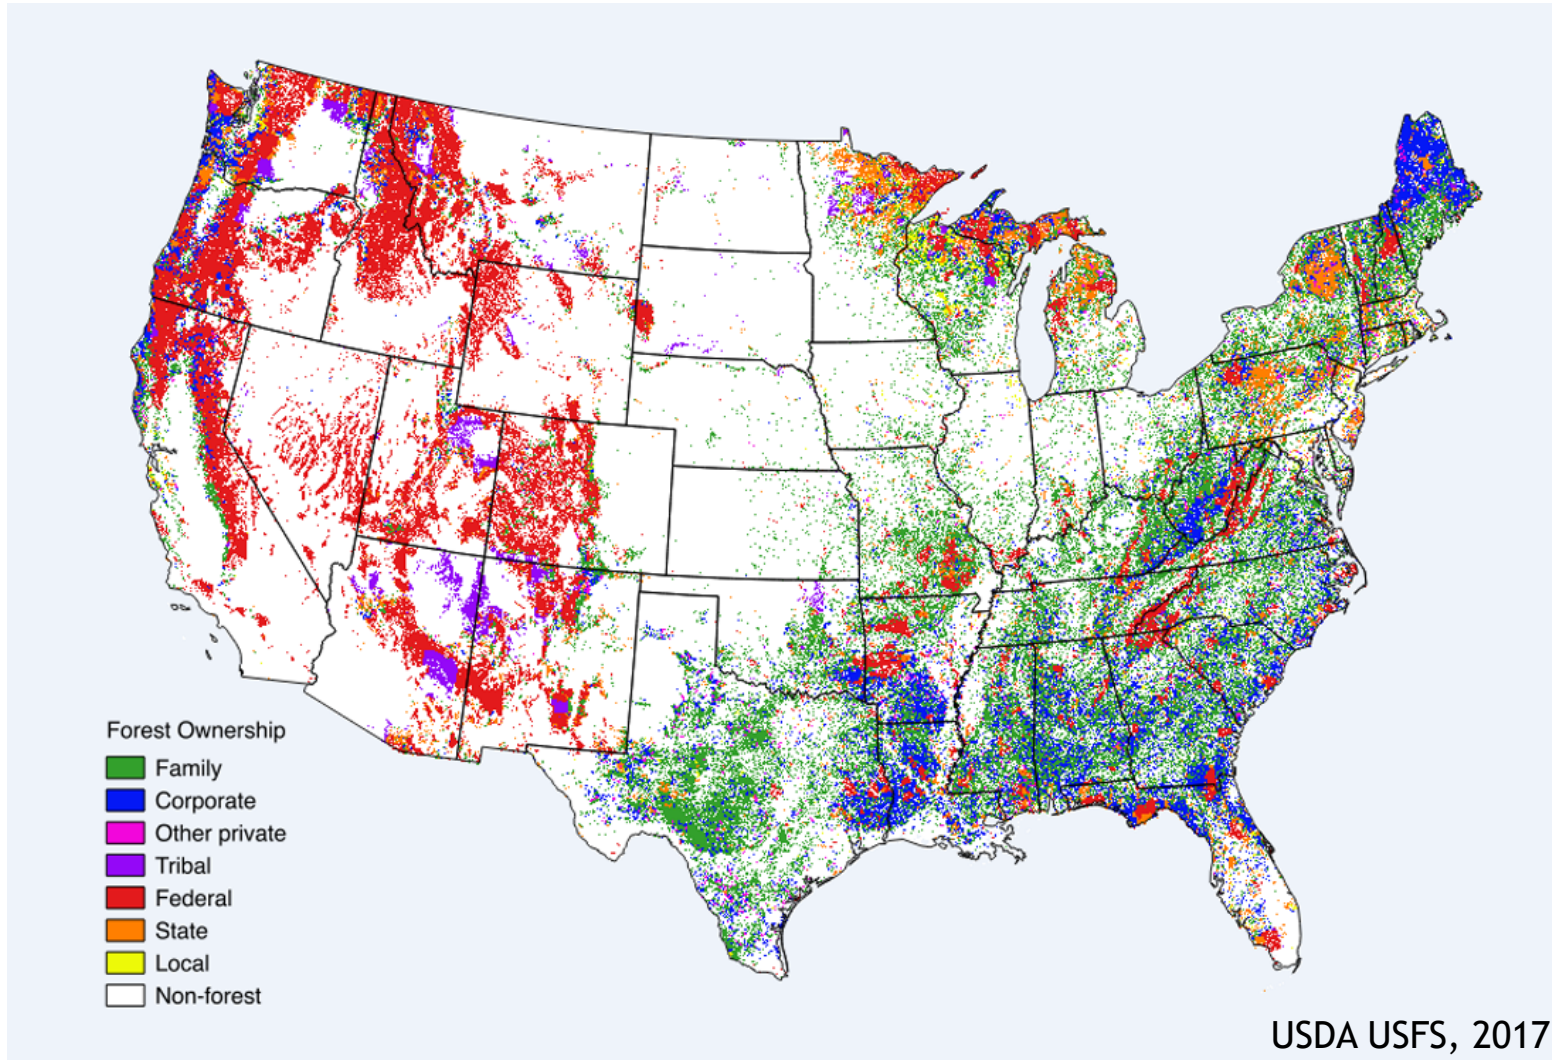 Forest Ownership
Family
Corporate
Other private
Tribal
Federal
State
Local
Non-forest
USDA USFS, 2017